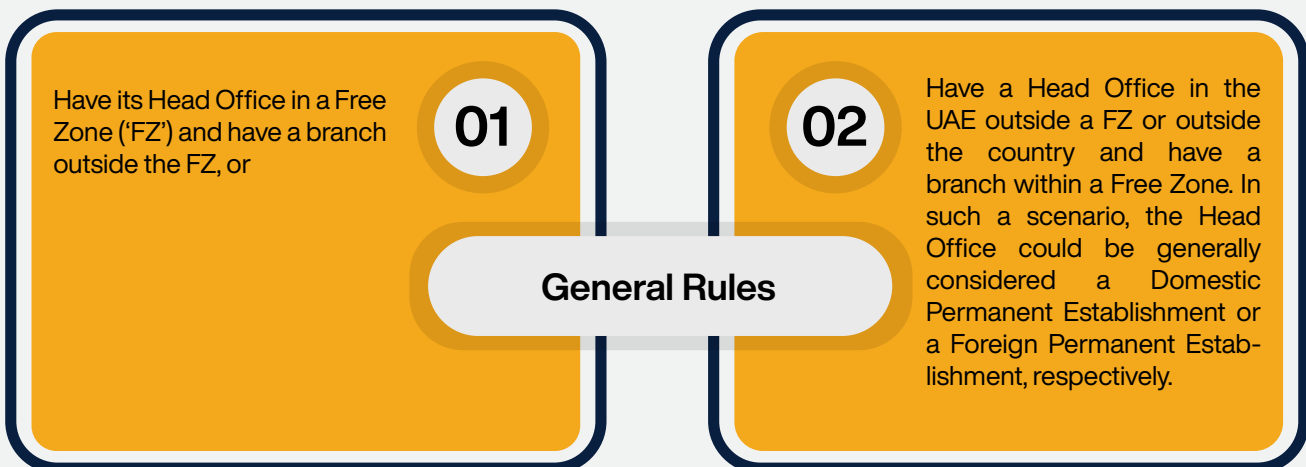 Have its Head Office in a Free
Zone (‘FZ’) and have a branch
outside the FZ, or
01
General Rules
02
Have a Head Office in the
UAE outside a FZ or outside
the country and have a
branch within a Free Zone. In
such a scenario, the Head
Office could be generally
considered a Domestic
Permanent Establishment or
a Foreign Permanent Estab-
lishment, respectively.